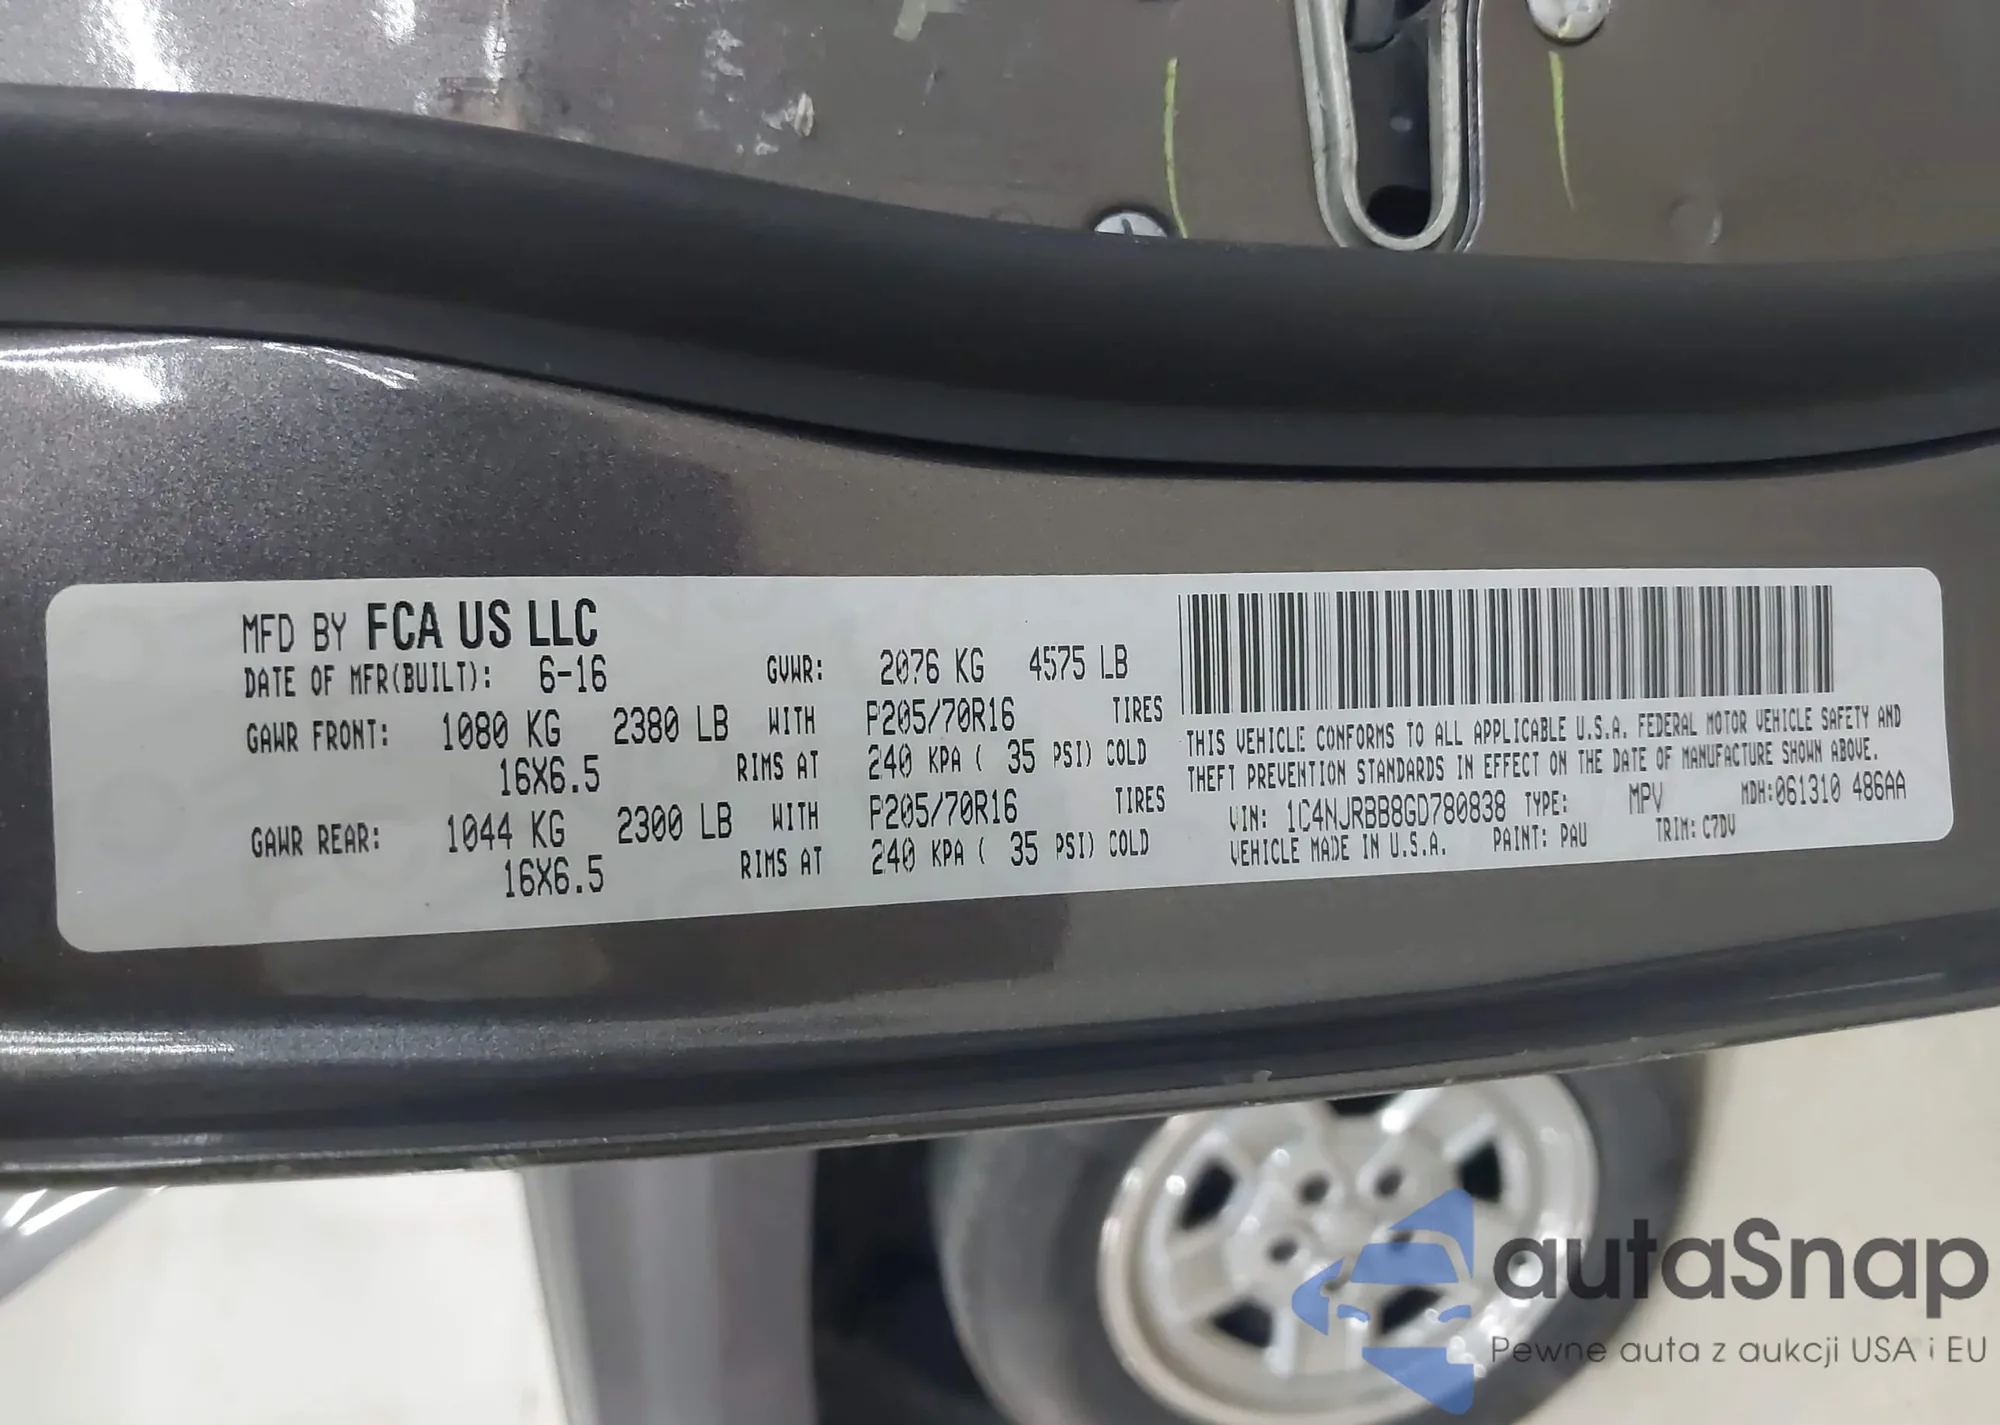 MFD BY FCA US LLC
DATE OF MFR(BUILT): 6-16 GVWR: 2076 KG 4575 LB
GAWR FRONT: 1080 KG 2380 LB WITH P205/70R16 TIRES
16X6.5 RIMS AT 240 KPA ( 35 PSI) COLD
GAWR REAR: 1044 KG 2300 LB WITH P205/70R16 TIRES
16X6.5 RIMS AT 240 KPA ( 35 PSI) COLD
THIS VEHICLE CONFORMS TO ALL APPLICABLE U.S.A. FEDERAL MOTOR VEHICLE SAFETY AND
THEFT PREVENTION STANDARDS IN EFFECT ON THE DATE OF MANUFACTURE SHOWN ABOVE.
VIN: 1C4NJRBB8GD780838 TYPE: MPV MDH:061310 486AA
VEHICLE MADE IN U.S.A. PAINT: PAU TRIM: C7DV
autaSnap
Pewne auta z aukcji USA i EU